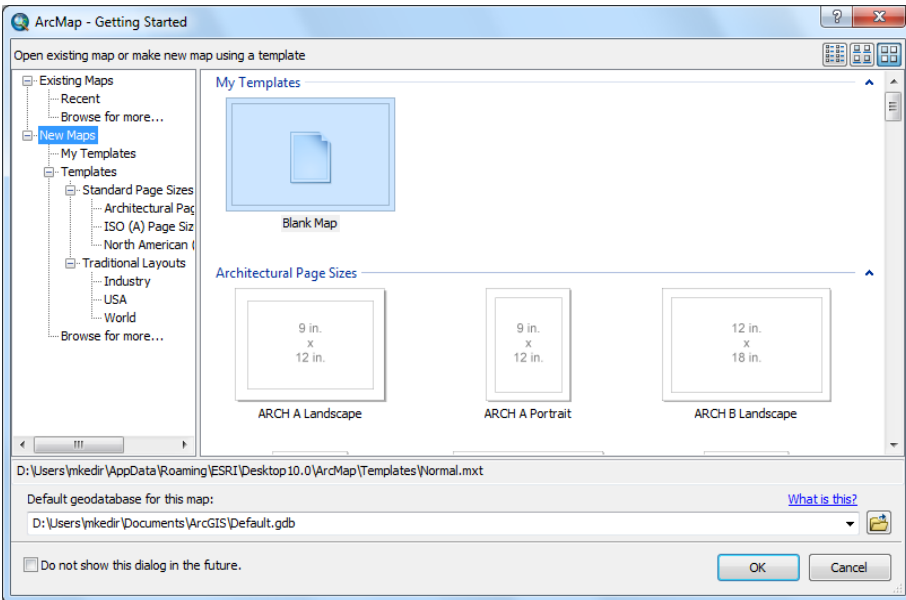 ArcMap - Getting Started
Open existing map or make new map using a template
Existing Maps
Recent
Browse for more...
New Maps
My Templates
Templates
Standard Page Sizes
Architectural Pag
ISO (A) Page Siz
North American (
Traditional Layouts
Industry
USA
World
Browse for more...
My Templates
Blank Map
Architectural Page Sizes
9 in.
x
12 in.
ARCH A Landscape
9 in.
x
12 in.
ARCH A Portrait
12 in.
x
18 in.
ARCH B Landscape
D:\Users\mkedir\AppData\Roaming\ESRI\Desktop10.0\ArcMap\Templates\Normal.mxt
Default geodatabase for this map:
What is this?
D:\Users\mkedir\Documents\ArcGIS\Default.gdb
Do not show this dialog in the future.
OK
Cancel